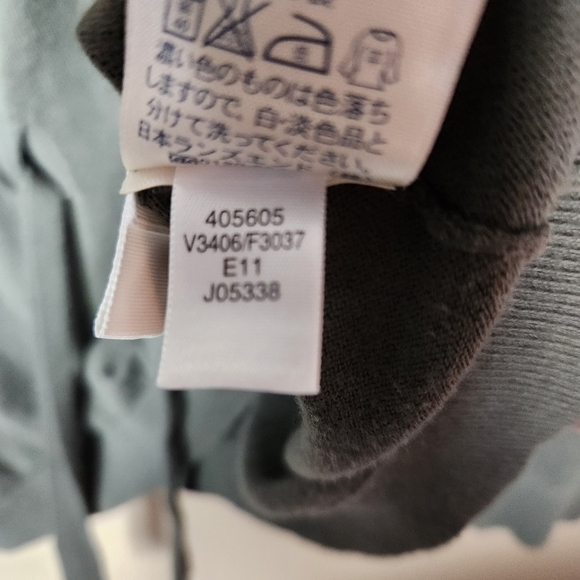 濃い色のものは色落ち
しますので、白・淡色品と
分けて洗ってください。
日本ランズエンド
405605
V3406/F3037
E11
J05338